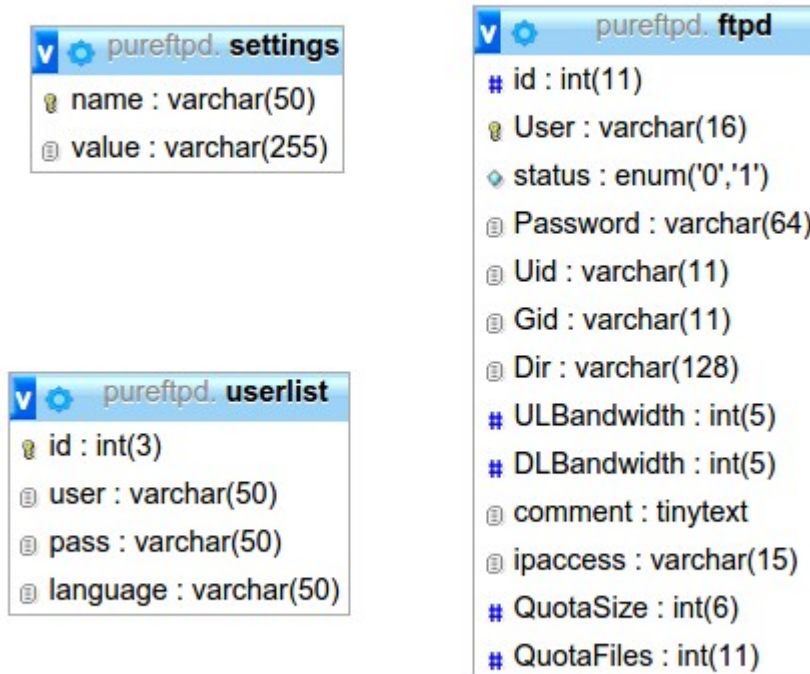 v pureftpd. settings
name : varchar(50)
value : varchar(255)
v pureftpd. userlist
id : int(3)
user : varchar(50)
pass : varchar(50)
language : varchar(50)
v pureftpd. ftpd
# id : int(11)
User : varchar(16)
status : enum('0','1')
Password : varchar(64)
Uid : varchar(11)
Gid : varchar(11)
Dir : varchar(128)
# ULBandwidth : int(5)
# DLBandwidth : int(5)
comment : tinytext
ipaccess : varchar(15)
# QuotaSize : int(6)
# QuotaFiles : int(11)